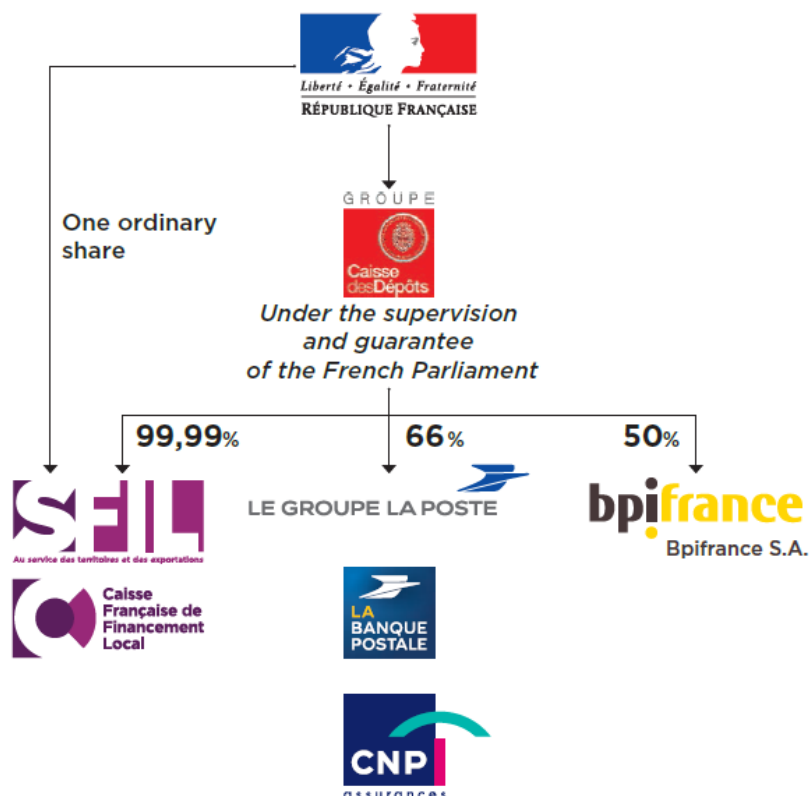 Liberté • Égalité • Fraternité
RÉPUBLIQUE FRANÇAISE
GROUPE
One ordinary
share
Caisse
desDépôts
Under the supervision
and guarantee
of the French Parliament
99,99%
66%
50%
SFIL
Au service des territoires et des exportations
LE GROUPE LA POSTE
bpifrance
Bpifrance S.A.
Caisse
Française de
Financement
Local
LA
BANQUE
POSTALE
CNP
assurances